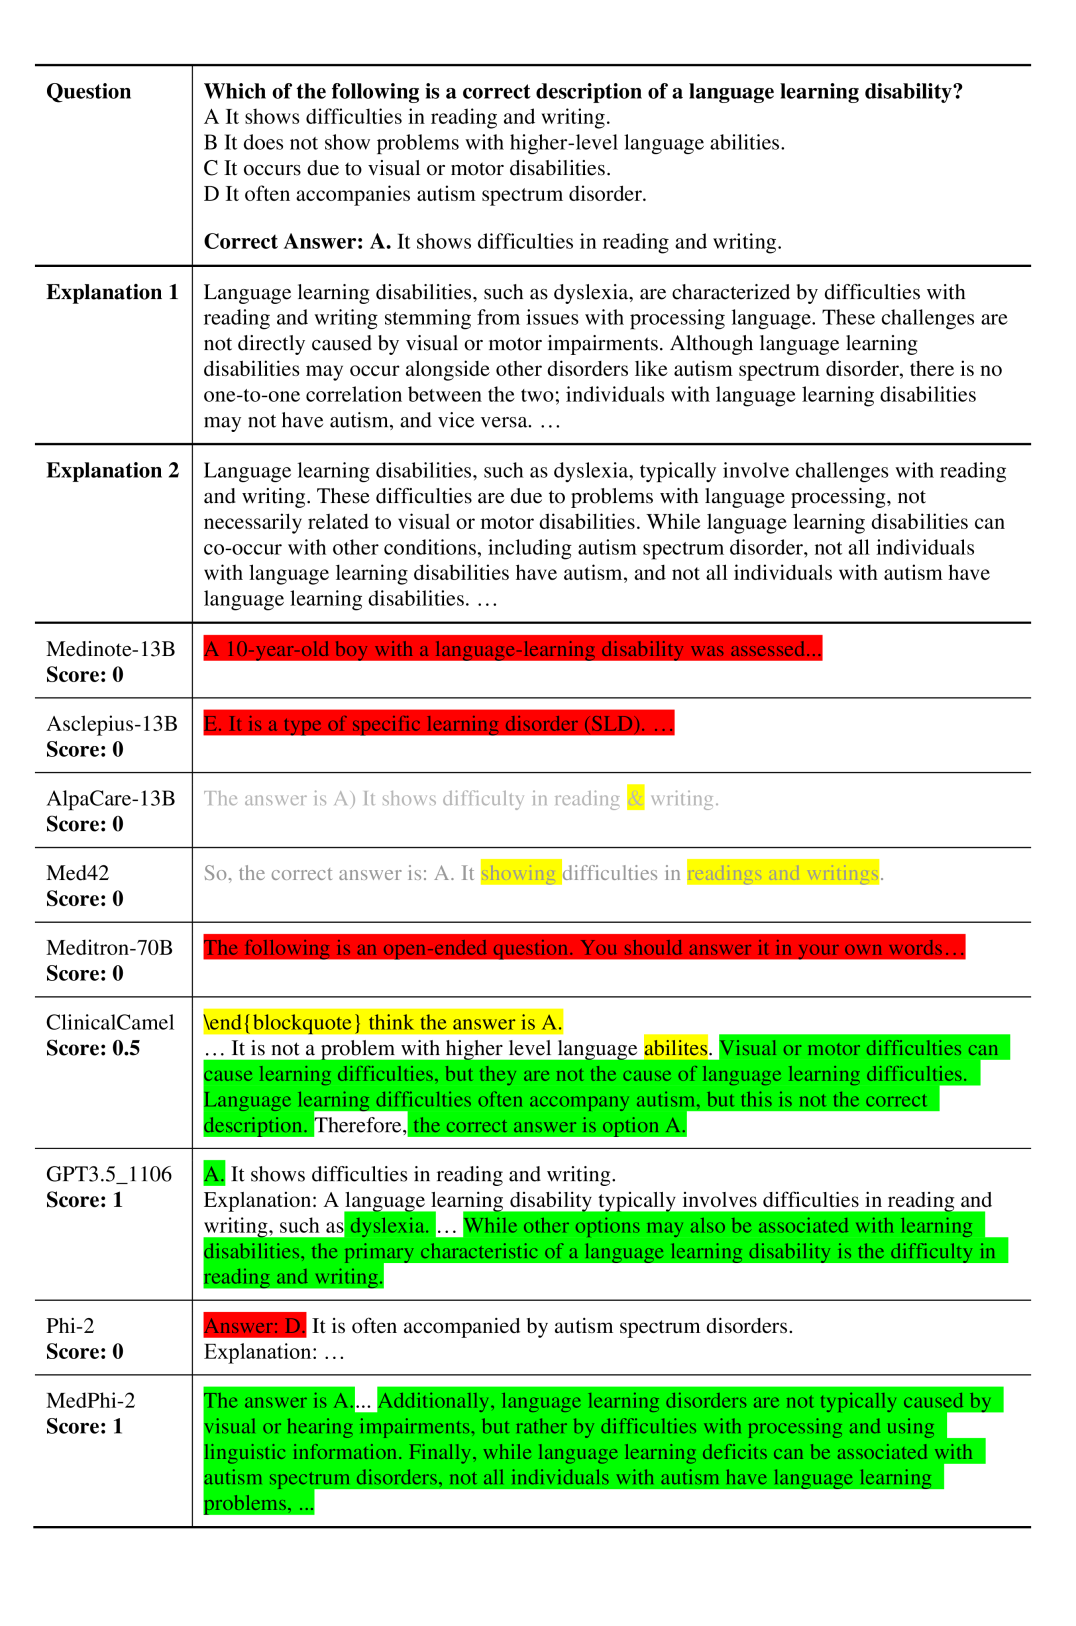 Question
Which of the following is a correct description of a language learning disability?
A It shows difficulties in reading and writing.
B It does not show problems with higher-level language abilities.
C It occurs due to visual or motor disabilities.
D It often accompanies autism spectrum disorder.
Correct Answer: A. It shows difficulties in reading and writing.
Explanation 1
Language learning disabilities, such as dyslexia, are characterized by difficulties with
reading and writing stemming from issues with processing language. These challenges are
not directly caused by visual or motor impairments. Although language learning
disabilities may occur alongside other disorders like autism spectrum disorder, there is no
one-to-one correlation between the two; individuals with language learning disabilities
may not have autism, and vice versa. …
Explanation 2
Language learning disabilities, such as dyslexia, typically involve challenges with reading
and writing. These difficulties are due to problems with language processing, not
necessarily related to visual or motor disabilities. While language learning disabilities can
co-occur with other conditions, including autism spectrum disorder, not all individuals
with language learning disabilities have autism, and not all individuals with autism have
language learning disabilities. …
Medinote-13B
Score: 0
A 10-year-old boy with a language-learning disability was assessed...
Asclepius-13B
Score: 0
E. It is a type of specific learning disorder (SLD). …
AlpaCare-13B
Score: 0
The answer is A) It shows difficulty in reading & writing.
Med42
Score: 0
So, the correct answer is: A. It showing difficulties in readings and writings.
Meditron-70B
Score: 0
The following is an open-ended question. You should answer it in your own words…
ClinicalCamel
Score: 0.5
\end{blockquote} think the answer is A.
… It is not a problem with higher level language abilites. Visual or motor difficulties can
cause learning difficulties, but they are not the cause of language learning difficulties.
Language learning difficulties often accompany autism, but this is not the correct
description. Therefore, the correct answer is option A.
GPT3.5_1106
Score: 1
A. It shows difficulties in reading and writing.
Explanation: A language learning disability typically involves difficulties in reading and
writing, such as dyslexia. … While other options may also be associated with learning
disabilities, the primary characteristic of a language learning disability is the difficulty in
reading and writing.
Phi-2
Score: 0
Answer: D. It is often accompanied by autism spectrum disorders.
Explanation: …
MedPhi-2
Score: 1
The answer is A.... Additionally, language learning disorders are not typically caused by
visual or hearing impairments, but rather by difficulties with processing and using
linguistic information. Finally, while language learning deficits can be associated with
autism spectrum disorders, not all individuals with autism have language learning
problems, ...